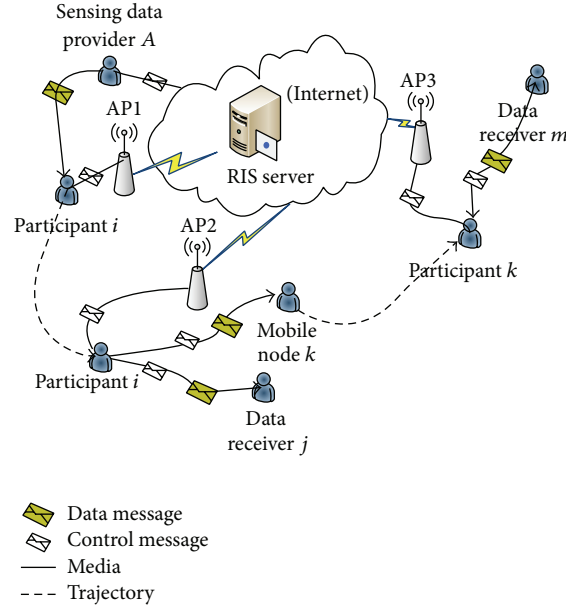 Sensing data
provider A
AP1
(Internet)
RIS server
AP3
Data
receiver m
Participant i
AP2
Participant k
Mobile
node k
Participant i
Data
receiver j
Data message
Control message
Media
Trajectory